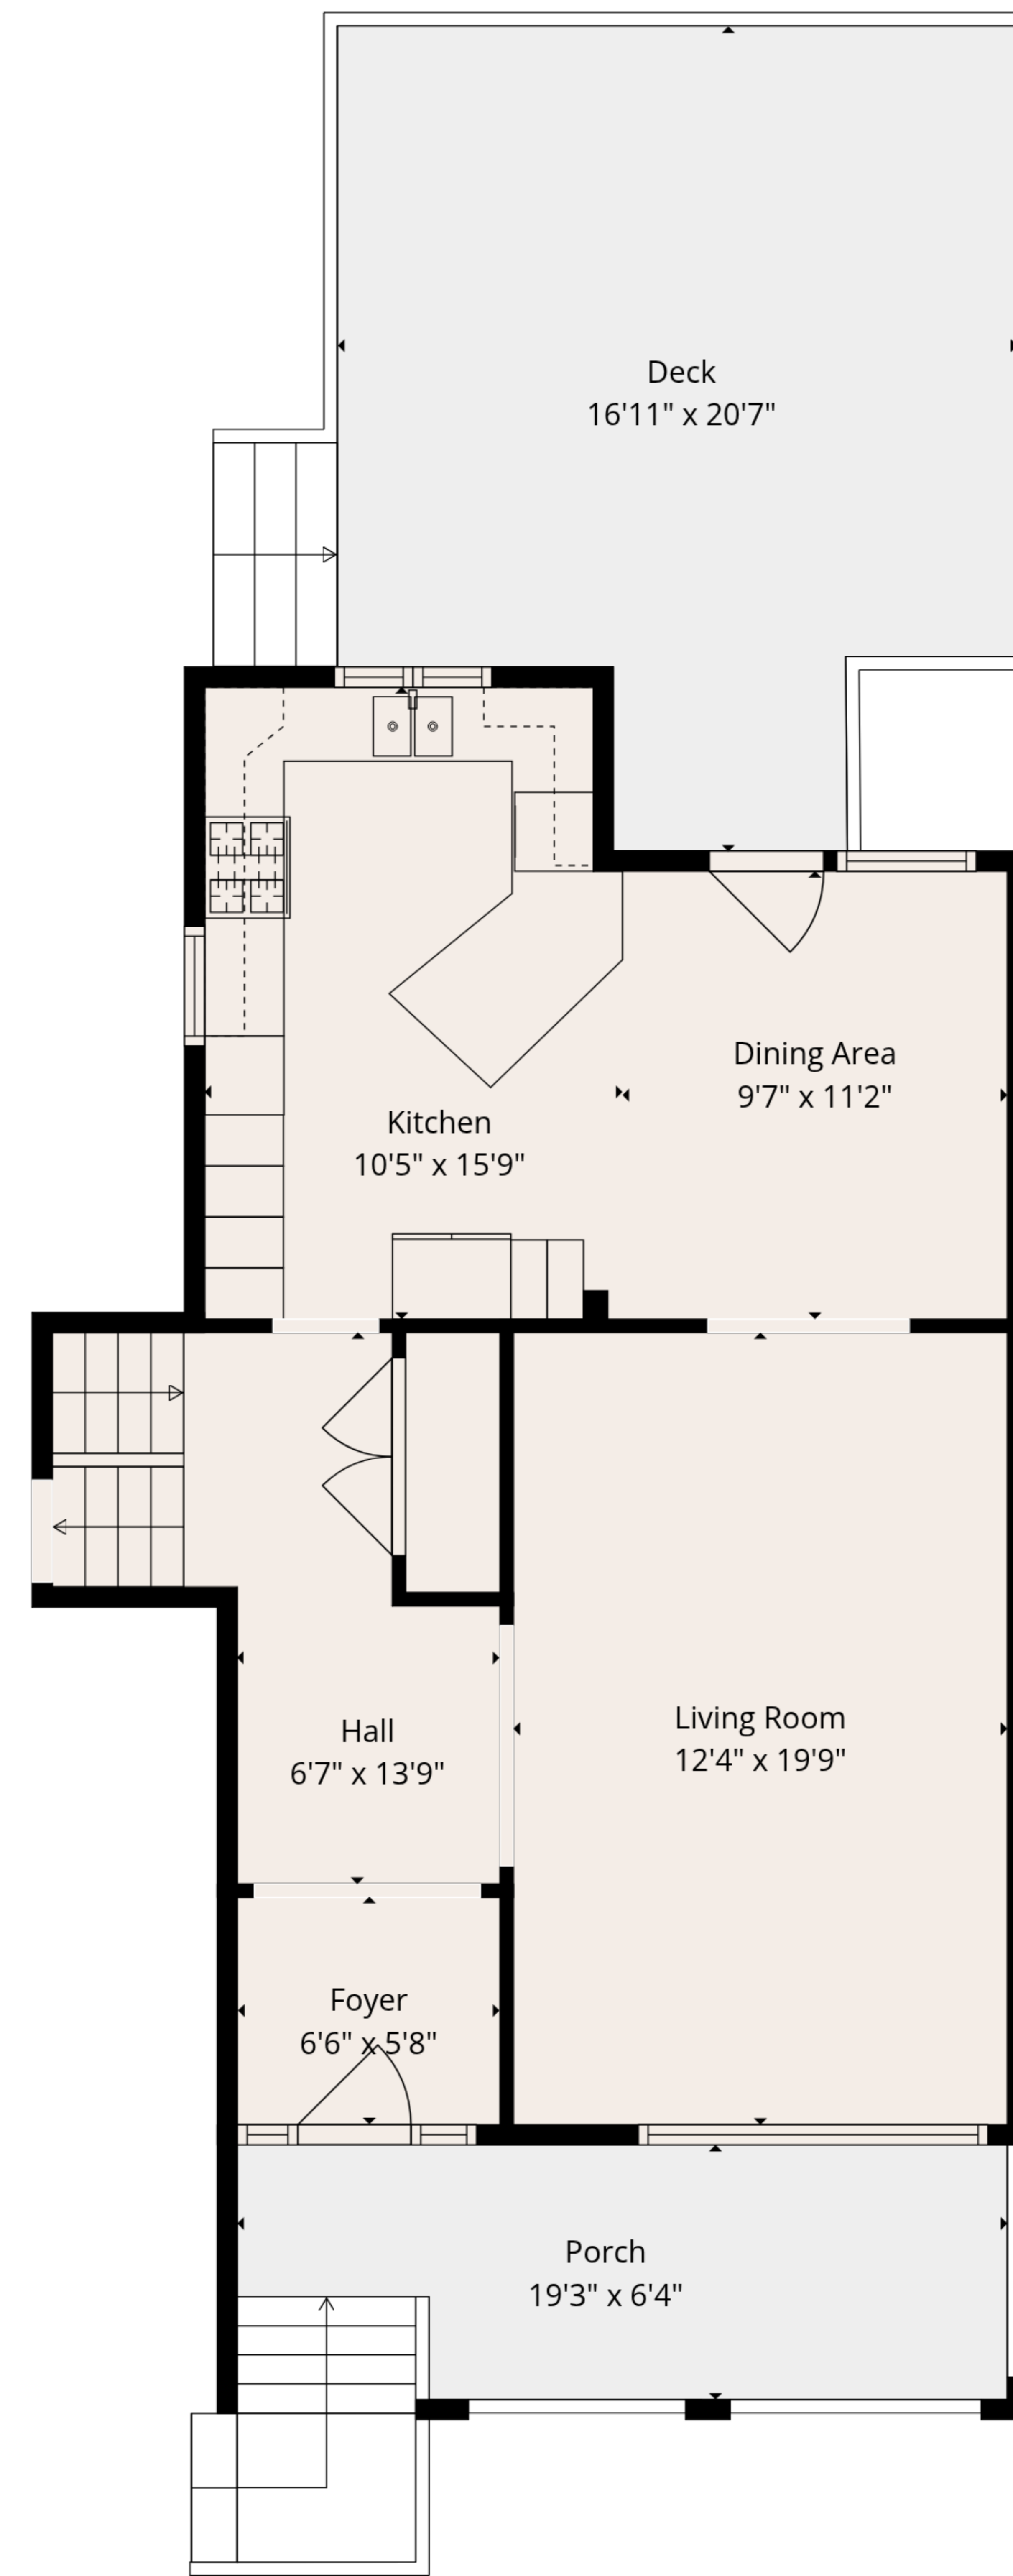 Deck
16'11" x 20'7"
Dining Area
9'7" x 11'2"
Kitchen
10'5" x 15'9"
Living Room
12'4" x 19'9"
Hall
6'7" x 13'9"
Foyer
6'6" x 5'8"
Porch
19'3" x 6'4"